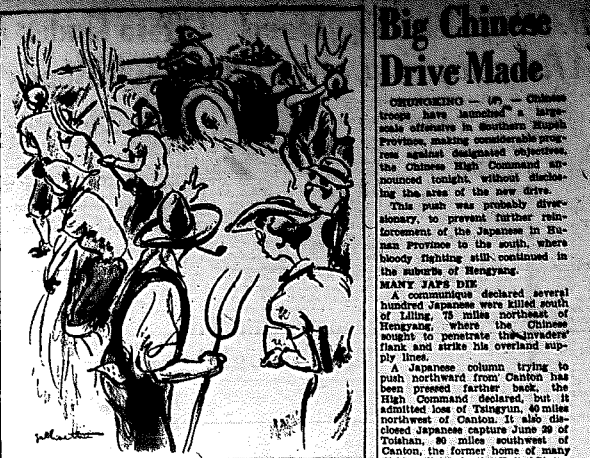 Big Chinese
Drive Made
CHUNGKING — (AP) — Chinese
troops have launched a large-
scale offensive in Southern Hupeh
Province, making considerable prog-
ress against designated objectives,
the Chinese High Command an-
nounced tonight, without disclos-
ing the area of the new drive.
This push was probably diver-
sionary, to prevent further rein-
forcement of the Japanese in Hu-
nan Province to the south, where
bloody fighting still continued in
the suburbs of Hengyang.
MANY JAPS DIE
A communique declared several
hundred Japanese were killed south
of Liling, 75 miles northeast of
Hengyang, where the Chinese
sought to penetrate the invaders'
flank and strike his overland sup-
ply lines.
A Japanese column trying to
push northward from Canton has
been pressed farther back, the
High Command declared, but it
admitted loss of Tsingyun, 40 miles
northwest of Canton. It also dis-
closed Japanese capture June 29 of
Toishan, 80 miles southwest of
Canton, the former home of many